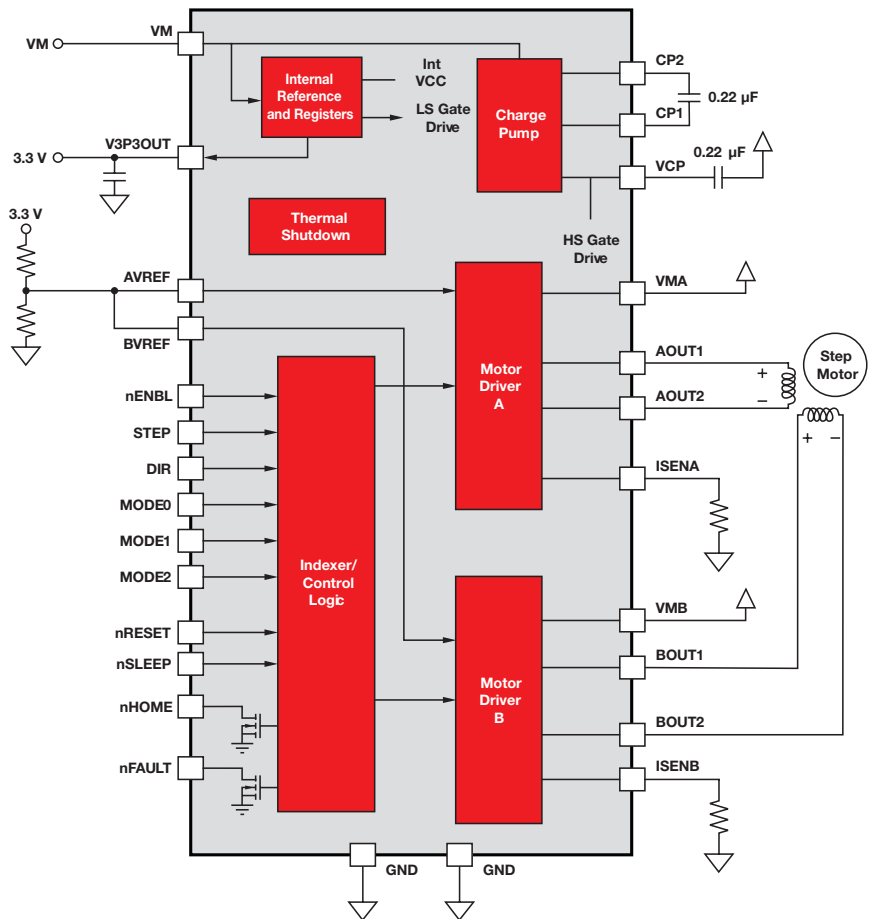 VM
VM
Internal
Reference
and Registers
Int
VCC
LS Gate
Drive
Charge
Pump
CP2
0.22 µF
CP1
VCP
0.22 µF
HS Gate
Drive
3.3 V
V3P3OUT
Thermal
Shutdown
3.3 V
AVREF
BVREF
nENBL
STEP
DIR
MODE0
MODE1
MODE2
nRESET
nSLEEP
nHOME
nFAULT
Indexer/
Control
Logic
Motor
Driver
A
VMA
AOUT1
AOUT2
ISENA
+
–
Step
Motor
+ –
Motor
Driver
B
VMB
BOUT1
BOUT2
ISENB
GND
GND